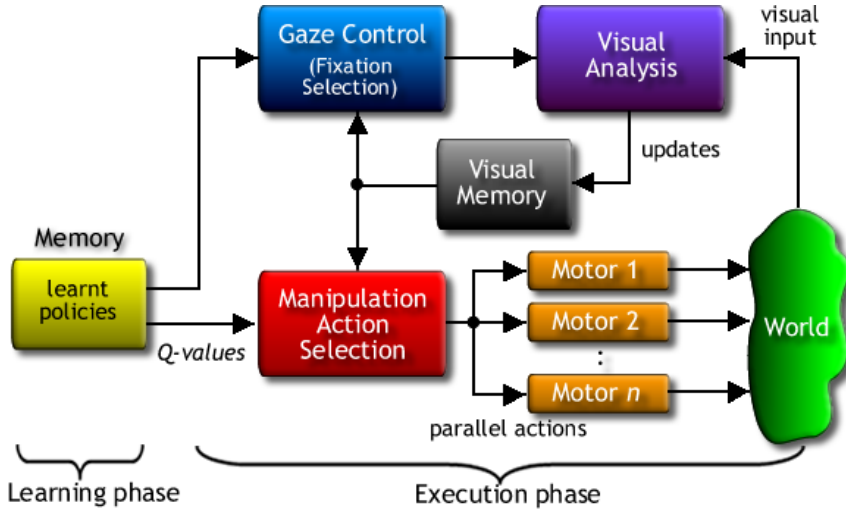 Gaze Control
(Fixation
Selection)
Visual
Analysis
visual
input
updates
Visual
Memory
Memory
learnt
policies
Q-values
Manipulation
Action
Selection
Motor 1
Motor 2
⋮
Motor n
World
parallel actions
Learning phase
Execution phase